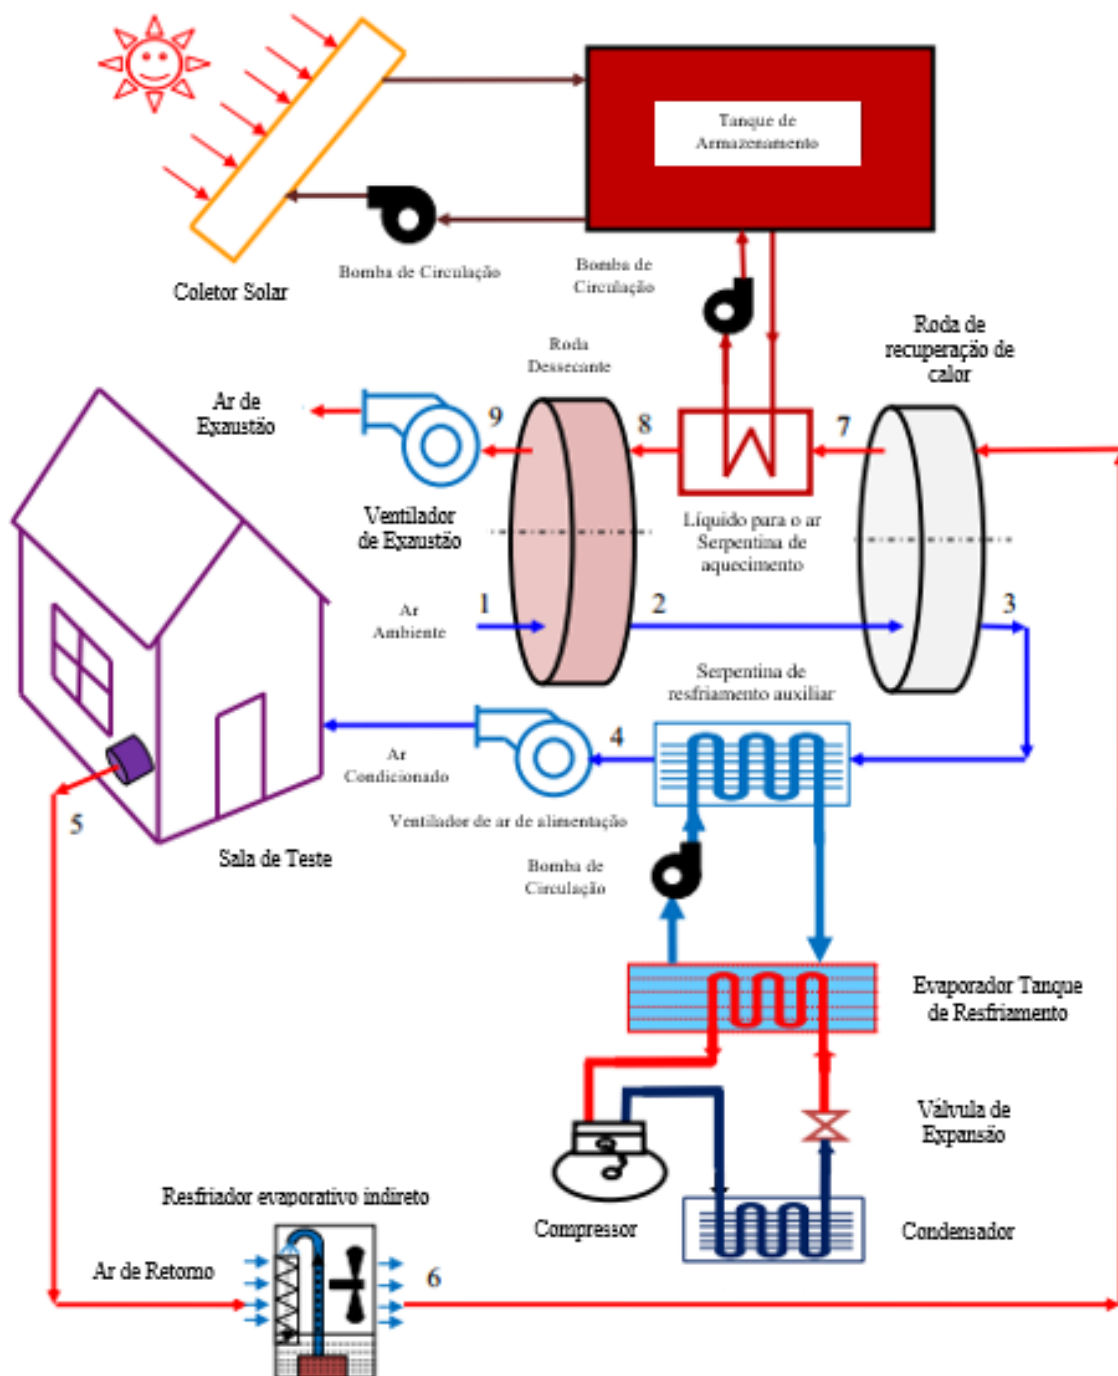 Tanque de
Armazenamento
Bomba de Circulação
Bomba de
Circulação
Coletor Solar
Roda de
recuperação de
calor
Roda
Dessecante
Ar de
Exaustão
9
8
7
Ventilador
de Exaustão
Líquido para o ar
Serpentina de
aquecimento
Ar
Ambiente
1
2
3
Serpentina de
resfriamento auxiliar
4
Ar
Condicionado
5
Ventilador de ar de alimentação
Sala de Teste
Bomba de
Circulação
Evaporador Tanque
de Resfriamento
Válvula de
Expansão
Resfriador evaporativo indireto
Compressor
Condensador
Ar de Retorno
6